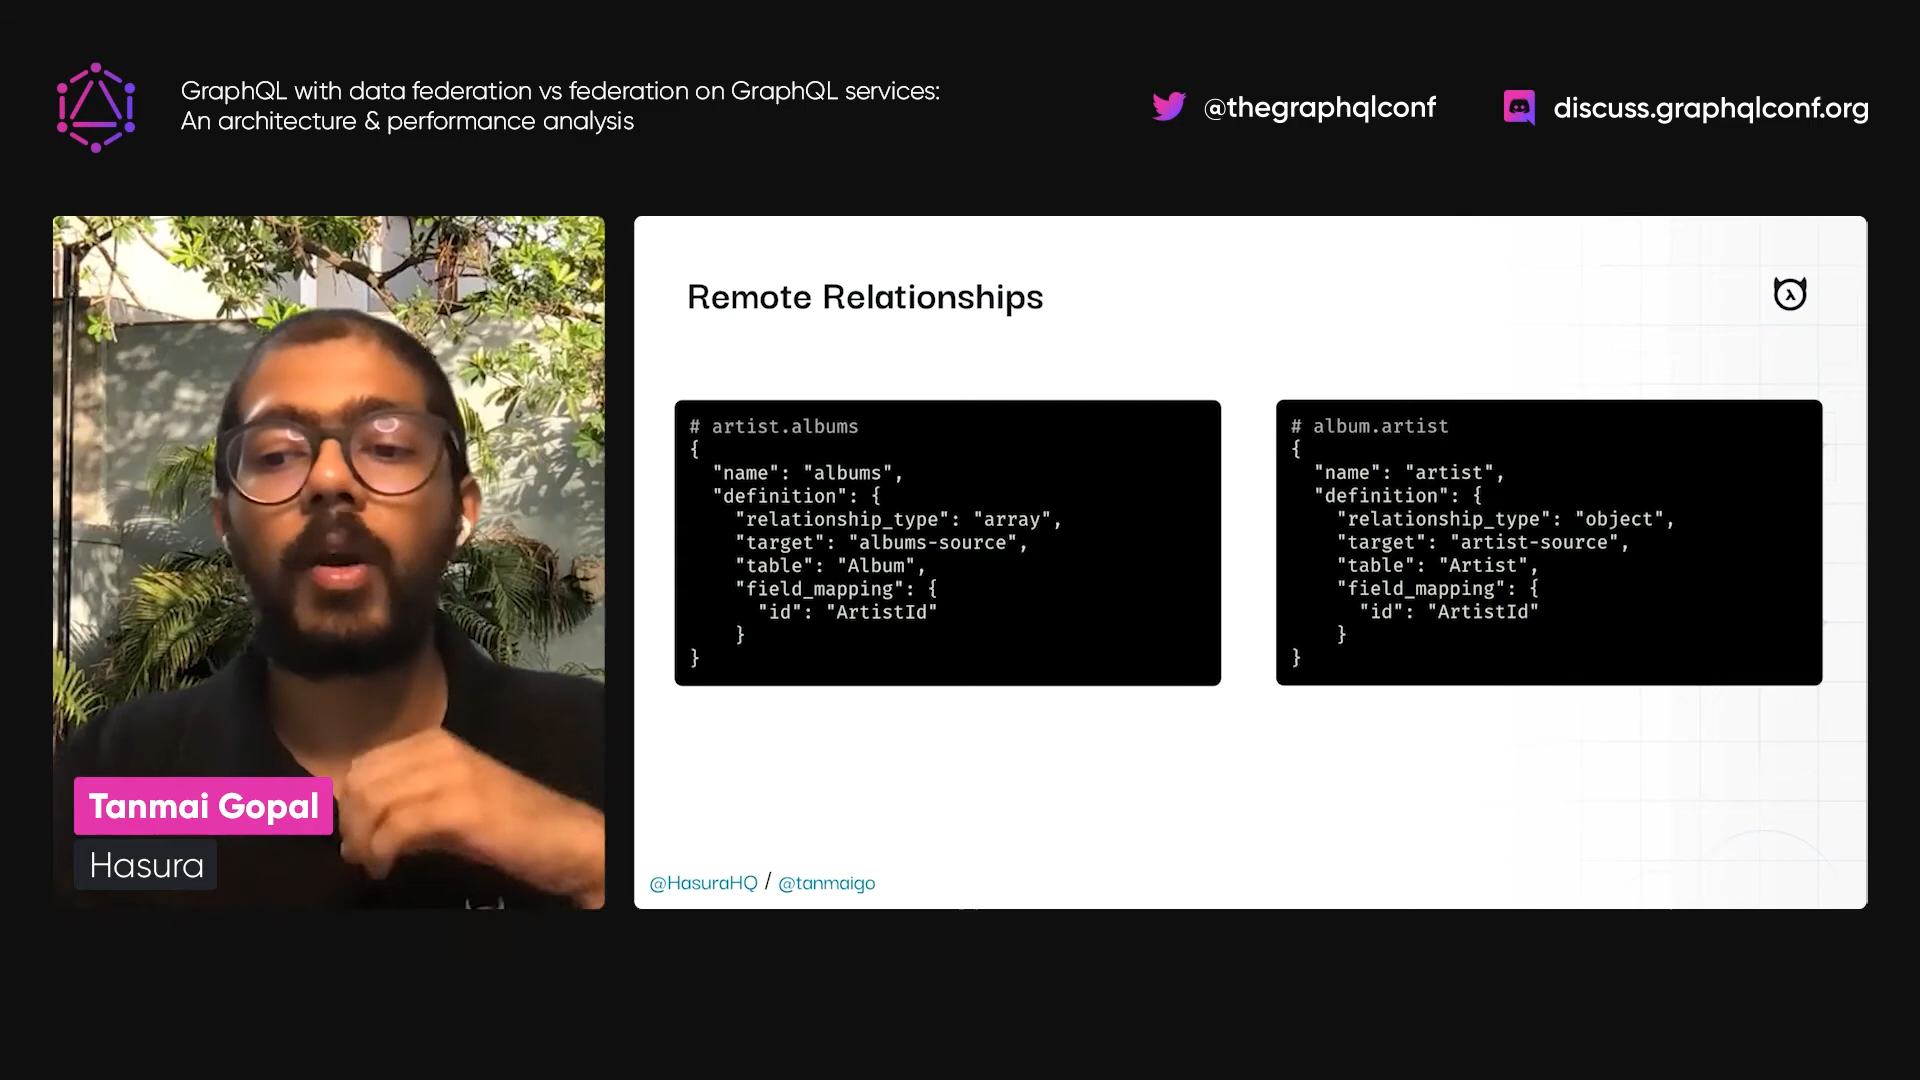 GraphQL with data federation vs federation on GraphQL services:
An architecture & performance analysis
@thegraphqlconf
discuss.graphqlconf.org
Tanmai Gopal
Hasura
Remote Relationships
# artist.albums
{
  "name": "albums",
  "definition": {
    "relationship_type": "array",
    "target": "albums-source",
    "table": "Album",
    "field_mapping": {
      "id": "ArtistId"
    }
}
# album.artist
{
  "name": "artist",
  "definition": {
    "relationship_type": "object",
    "target": "artist-source",
    "table": "Artist",
    "field_mapping": {
      "id": "ArtistId"
    }
}
@HasuraHQ / @tanmaigo